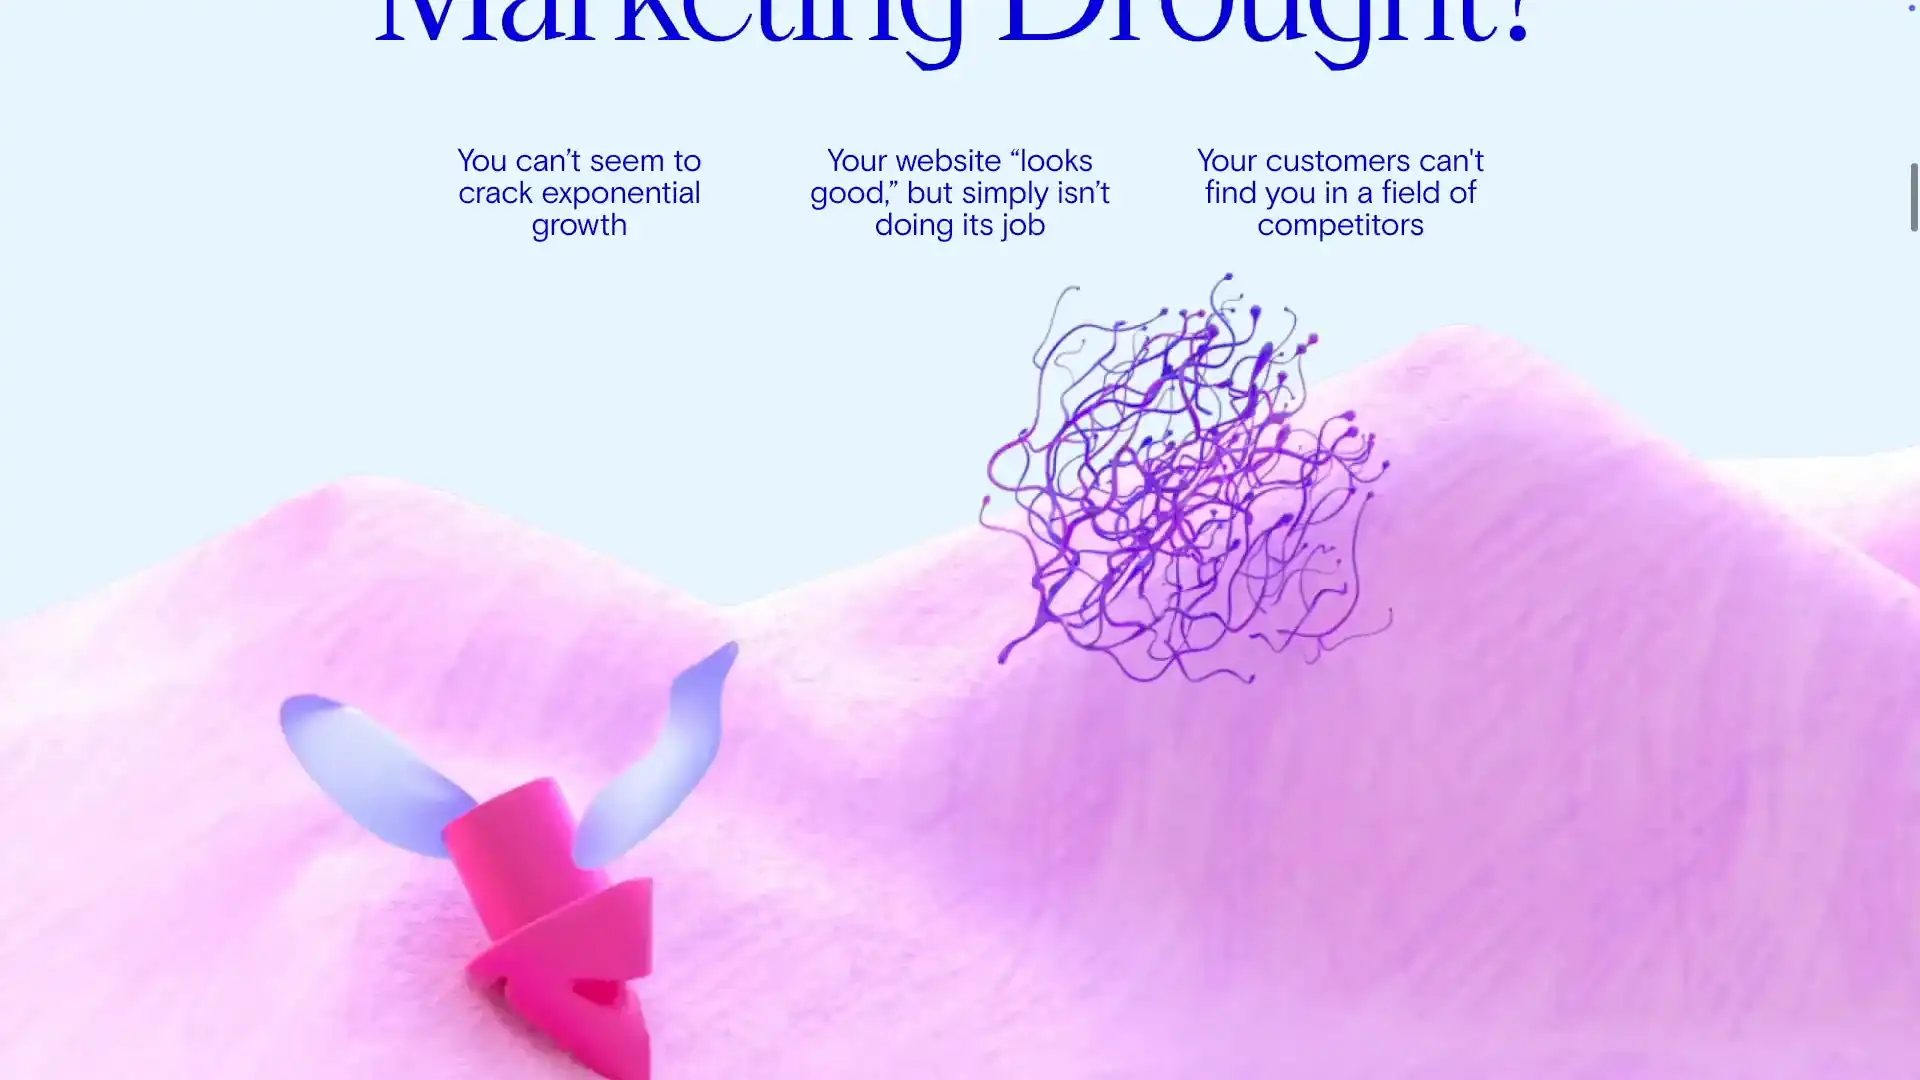 Marketing Drought?
You can’t seem to
crack exponential
growth
Your website “looks
good,” but simply isn’t
doing its job
Your customers can't
find you in a field of
competitors